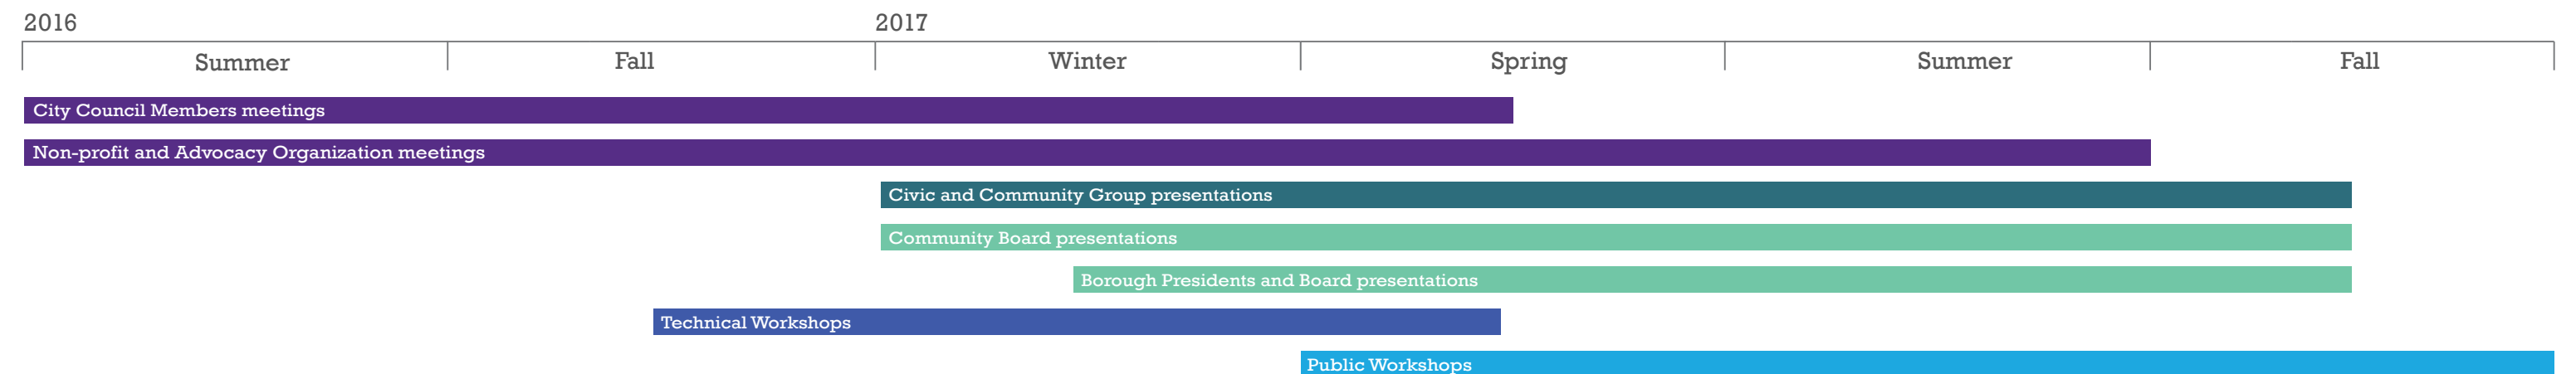 2016 2017
Summer Fall Winter Spring Summer Fall
City Council Members meetings
Non-profit and Advocacy Organization meetings
Civic and Community Group presentations
Community Board presentations
Borough Presidents and Board presentations
Technical Workshops
Public Workshops